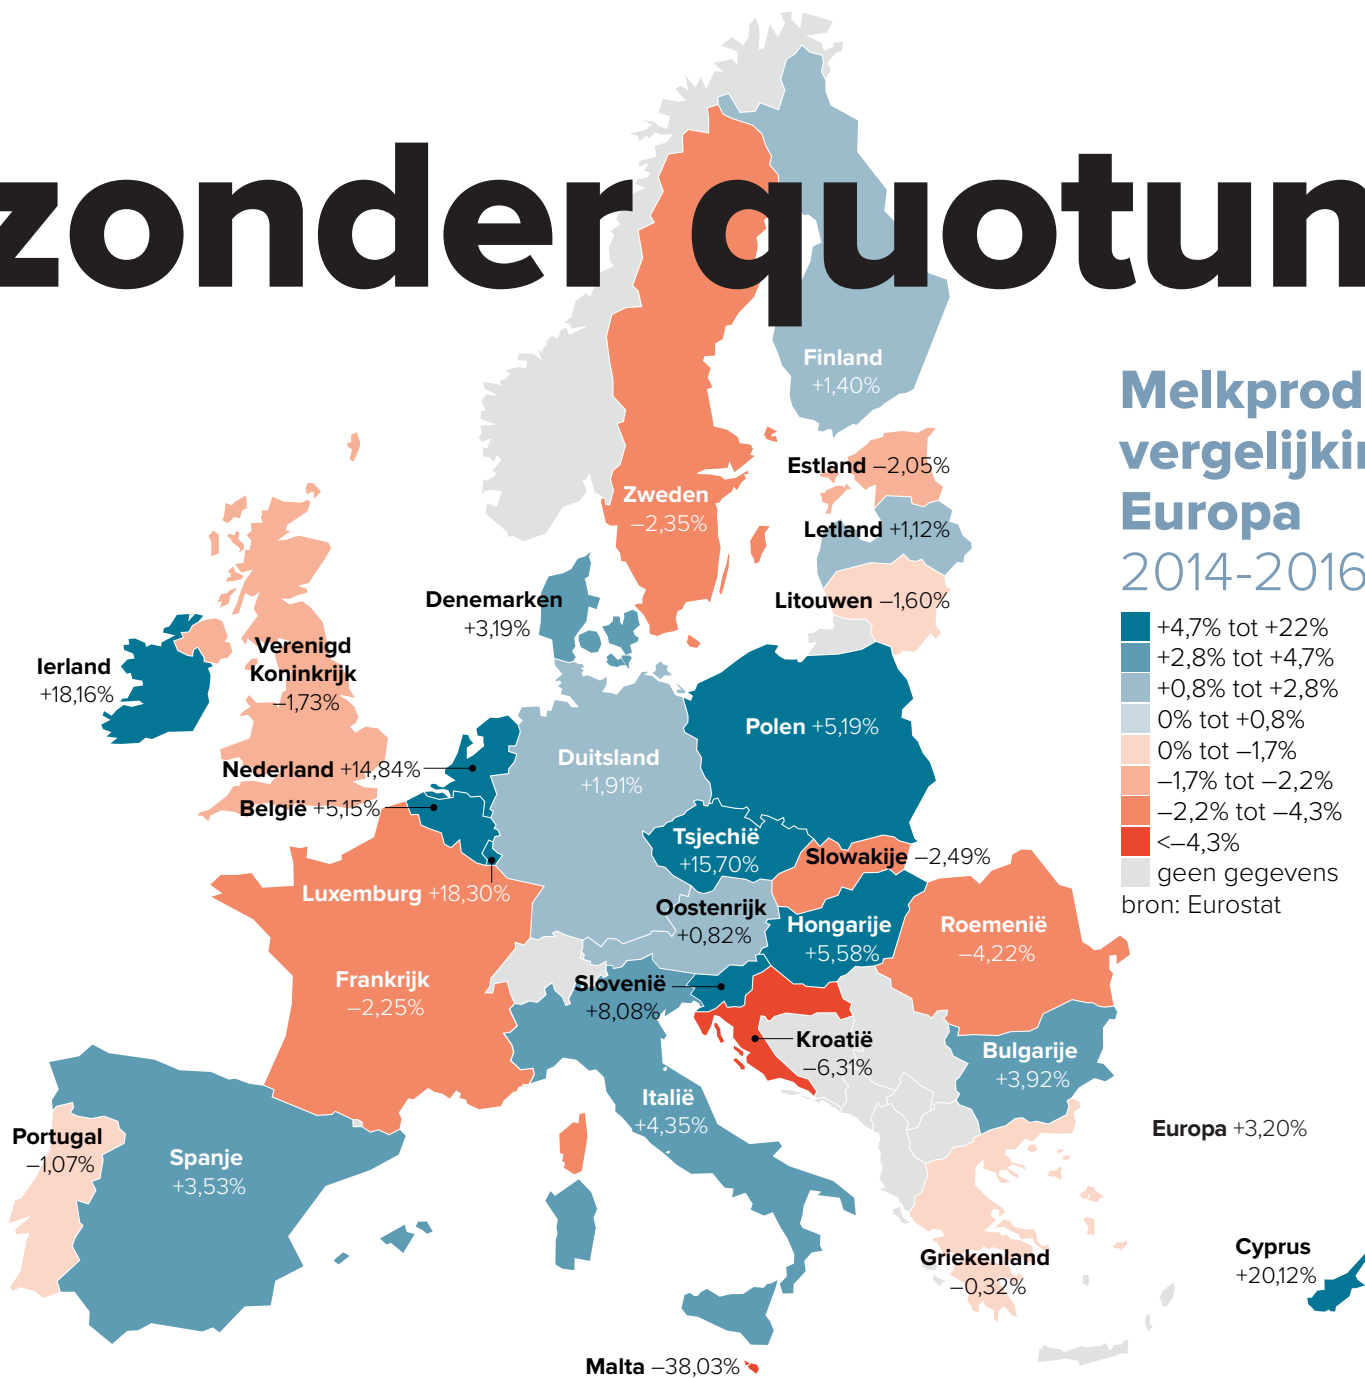 zonder quotum
Melkprod
vergelijkin
Europa
2014-2016
+4,7% tot +22%
+2,8% tot +4,7%
+0,8% tot +2,8%
0% tot +0,8%
0% tot –1,7%
–1,7% tot –2,2%
–2,2% tot –4,3%
<–4,3%
geen gegevens
bron: Eurostat
Finland
+1,40%
Estland –2,05%
Zweden
–2,35%
Letland +1,12%
Denemarken
+3,19%
Litouwen –1,60%
Verenigd
Koninkrijk
–1,73%
Ierland
+18,16%
Polen +5,19%
Nederland +14,84%
Duitsland
+1,91%
België +5,15%
Tsjechië
+15,70%
Slowakije –2,49%
Luxemburg +18,30%
Oostenrijk
+0,82%
Hongarije
+5,58%
Roemenië
–4,22%
Frankrijk
–2,25%
Slovenië
+8,08%
Kroatië
–6,31%
Bulgarije
+3,92%
Italië
+4,35%
Europa +3,20%
Portugal
–1,07%
Spanje
+3,53%
Griekenland
–0,32%
Cyprus
+20,12%
Malta –38,03%